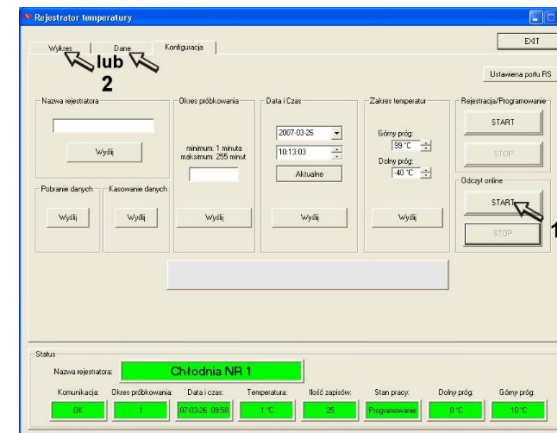 Rejestrator temperatury
EXIT
Wykres
Dane
Konfiguracja
lub
2
Ustawienia portu RS
Nazwa rejestratora
Okres próbkowania
Data i Czas
Zakres temperatur
Rejestracja/Programowanie
START
STOP
Wyślij
minimum: 1 minuta
maksimum: 255 minut
2007-03-26
10:13:03
Aktualne
Górny próg:
99 °C
Dolny próg:
-40 °C
Pobranie danych
Kasowanie danych
Odczyt online
START
1
STOP
Wyślij
Wyślij
Wyślij
Wyślij
Wyślij
Status
Nazwa rejestratora:
Chłodnia NR 1
Komunikacja:
Okres próbkowania:
Data i czas:
Temperatura:
Ilość zapisów:
Stan pracy:
Dolny próg:
Górny próg:
OK
1
07-03-26 09:58
1 °C
25
Programowanie
0 °C
10 °C